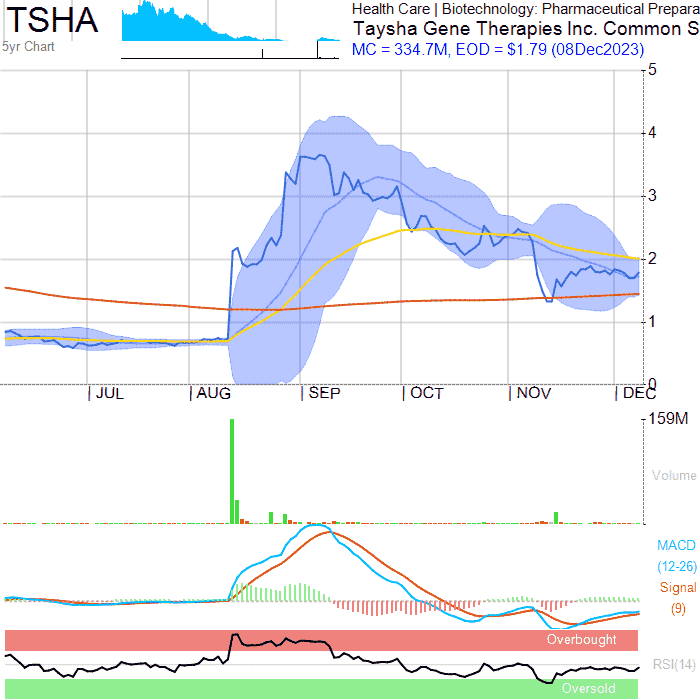 TSHA
Health Care | Biotechnology: Pharmaceutical Prepara
Taysha Gene Therapies Inc. Common S
5yr Chart
MC = 334.7M, EOD = $1.79 (08Dec2023)
5
4
3
2
1
0
JUL AUG SEP OCT NOV DEC
159M
Volume
MACD
(12-26)
Signal
(9)
Overbought
RSI(14)
Oversold